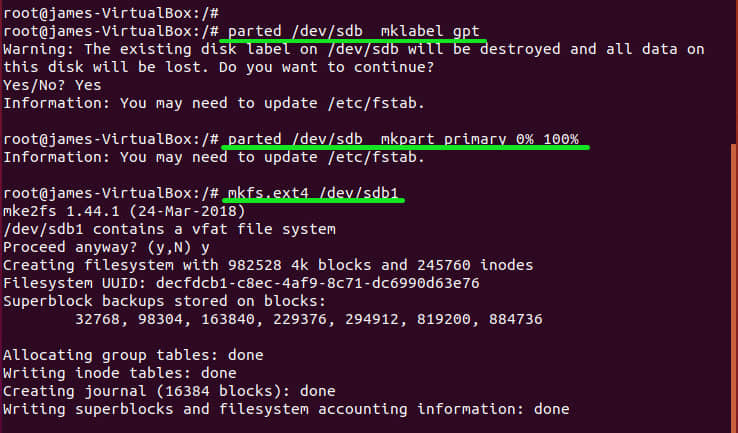 root@james-VirtualBox:/#
root@james-VirtualBox:/# parted /dev/sdb  mklabel gpt
Warning: The existing disk label on /dev/sdb will be destroyed and all data on
this disk will be lost. Do you want to continue?
Yes/No? Yes
Information: You may need to update /etc/fstab.
root@james-VirtualBox:/# parted /dev/sdb  mkpart primary 0% 100%
Information: You may need to update /etc/fstab.
root@james-VirtualBox:/# mkfs.ext4 /dev/sdb1
mke2fs 1.44.1 (24-Mar-2018)
/dev/sdb1 contains a vfat file system
Proceed anyway? (y,N) y
Creating filesystem with 982528 4k blocks and 245760 inodes
Filesystem UUID: decfdcb1-c8ec-4af9-8c71-dc6990d63e76
Superblock backups stored on blocks:
        32768, 98304, 163840, 229376, 294912, 819200, 884736
Allocating group tables: done
Writing inode tables: done
Creating journal (16384 blocks): done
Writing superblocks and filesystem accounting information: done